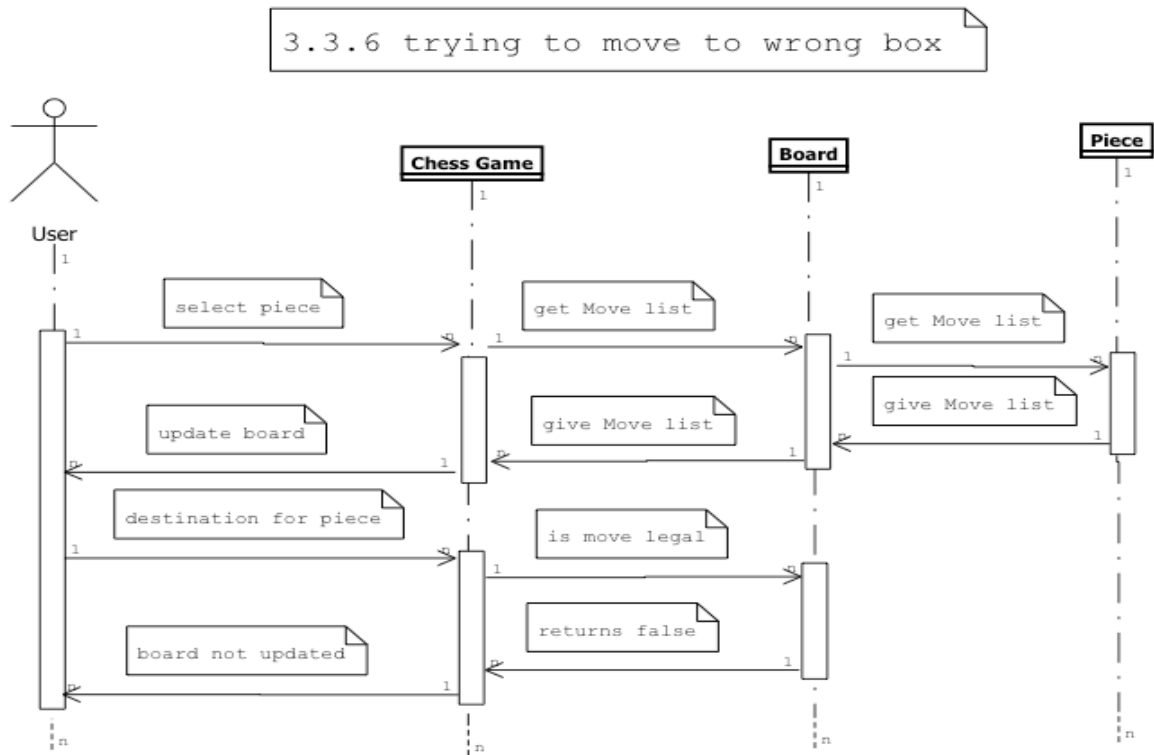 3.3.6 trying to move to wrong box
Piece
Board
Chess Game
1
1
1
User
1
select piece
get Move list
get Move list
1
n
1
n
1
n
give Move list
give Move list
update board
1
n
1
n
1
n
destination for piece
is move legal
1
n
1
n
returns false
board not updated
1
n
1
n
n
n
n
n